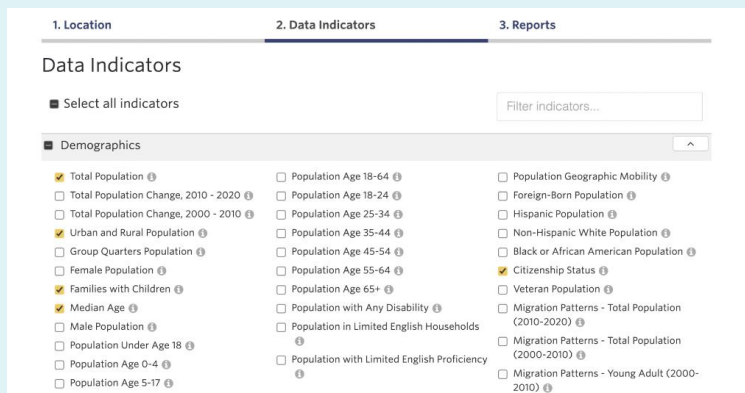 1. Location
2. Data Indicators
3. Reports
Data Indicators
Select all indicators
Filter indicators...
Demographics
Total Population
Total Population Change, 2010 - 2020
Total Population Change, 2000 - 2010
Urban and Rural Population
Group Quarters Population
Female Population
Families with Children
Median Age
Male Population
Population Under Age 18
Population Age 0-4
Population Age 5-17
Population Age 18-64
Population Age 18-24
Population Age 25-34
Population Age 35-44
Population Age 45-54
Population Age 55-64
Population Age 65+
Population with Any Disability
Population in Limited English Households
Population with Limited English Proficiency
Population Geographic Mobility
Foreign-Born Population
Hispanic Population
Non-Hispanic White Population
Black or African American Population
Citizenship Status
Veteran Population
Migration Patterns - Total Population
(2010-2020)
Migration Patterns - Total Population
(2000-2010)
Migration Patterns - Young Adult (2000-
2010)